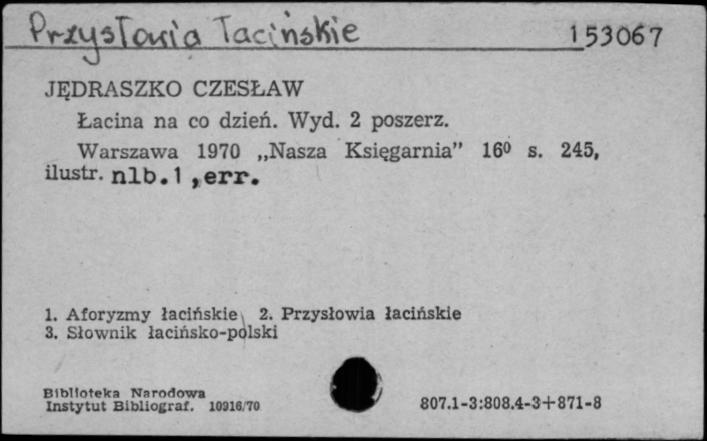 Przysłowia łacińskie 153067
JĘDRASZKO CZESŁAW
Łacina na co dzień. Wyd. 2 poszerz.
Warszawa 1970 „Nasza Księgarnia” 16⁰ s. 245,
ilustr. nlb.1 ,err.
1. Aforyzmy łacińskie 2. Przysłowia łacińskie
3. Słownik łacińsko-polski
Biblioteka Narodowa
Instytut Bibliograf. 10916/70
807.1-3:808.4-3+871-8